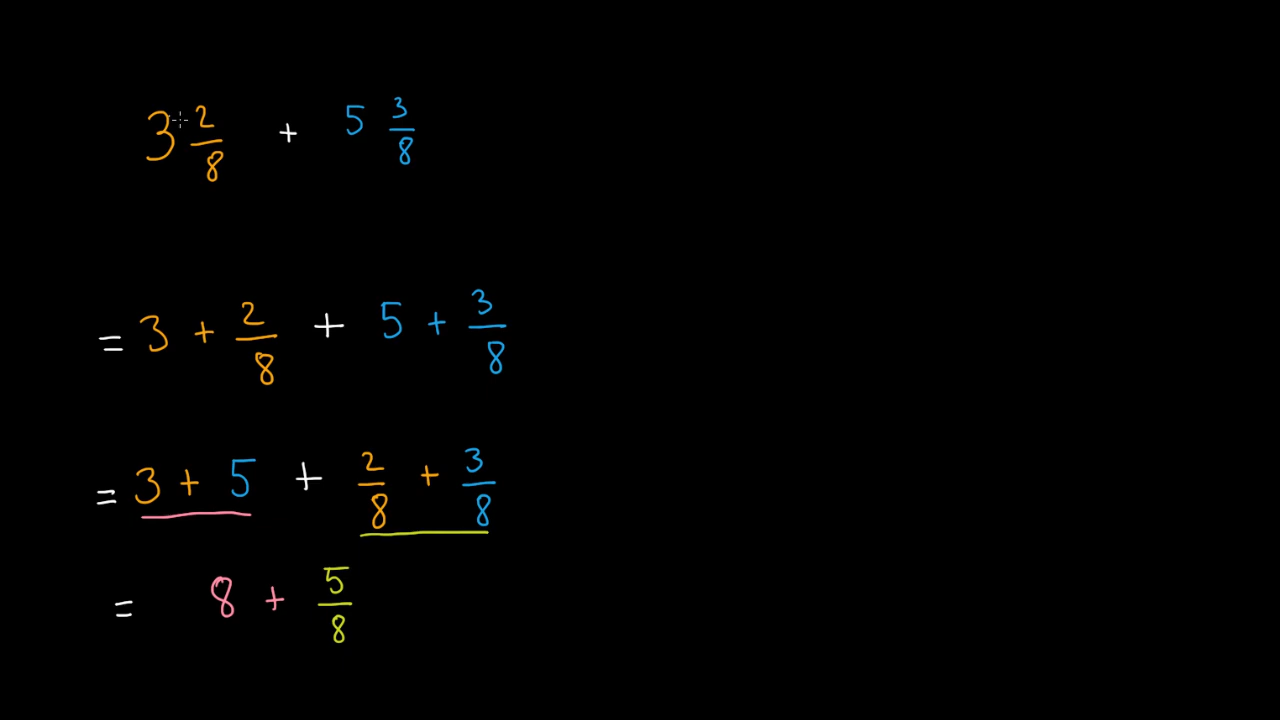 3 2/8 + 5 3/8
= 3 + 2/8 + 5 + 3/8
= 3 + 5 + 2/8 + 3/8
= 8 + 5/8